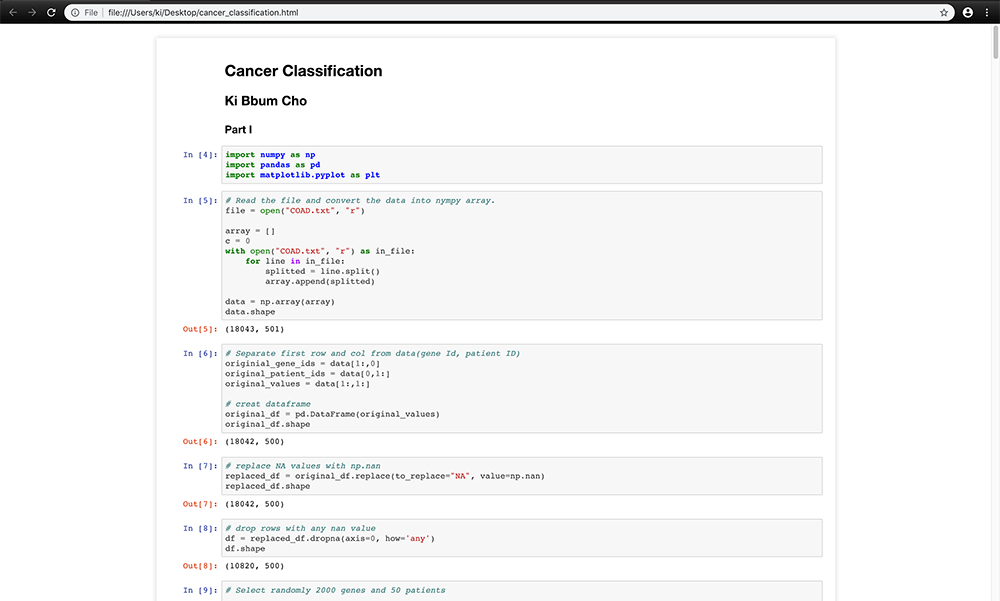 File | file:///Users/ki/Desktop/cancer_classification.html
Cancer Classification
Ki Bbum Cho
Part I
In [4]: import numpy as np
import pandas as pd
import matplotlib.pyplot as plt
In [5]: # Read the file and convert the data into nympy array.
file = open("COAD.txt", "r")
array = []
c = 0
with open("COAD.txt", "r") as in_file:
    for line in in_file:
        splitted = line.split()
        array.append(splitted)
data = np.array(array)
data.shape
Out[5]: (18043, 501)
In [6]: # Separate first row and col from data(gene Id, patient ID)
originial_gene_ids = data[1:,0]
original_patient_ids = data[0,1:]
original_values = data[1:,1:]
# creat dataframe
original_df = pd.DataFrame(original_values)
original_df.shape
Out[6]: (18042, 500)
In [7]: # replace NA values with np.nan
replaced_df = original_df.replace(to_replace="NA", value=np.nan)
replaced_df.shape
Out[7]: (18042, 500)
In [8]: # drop rows with any nan value
df = replaced_df.dropna(axis=0, how='any')
df.shape
Out[8]: (10820, 500)
In [9]: # Select randomly 2000 genes and 50 patients